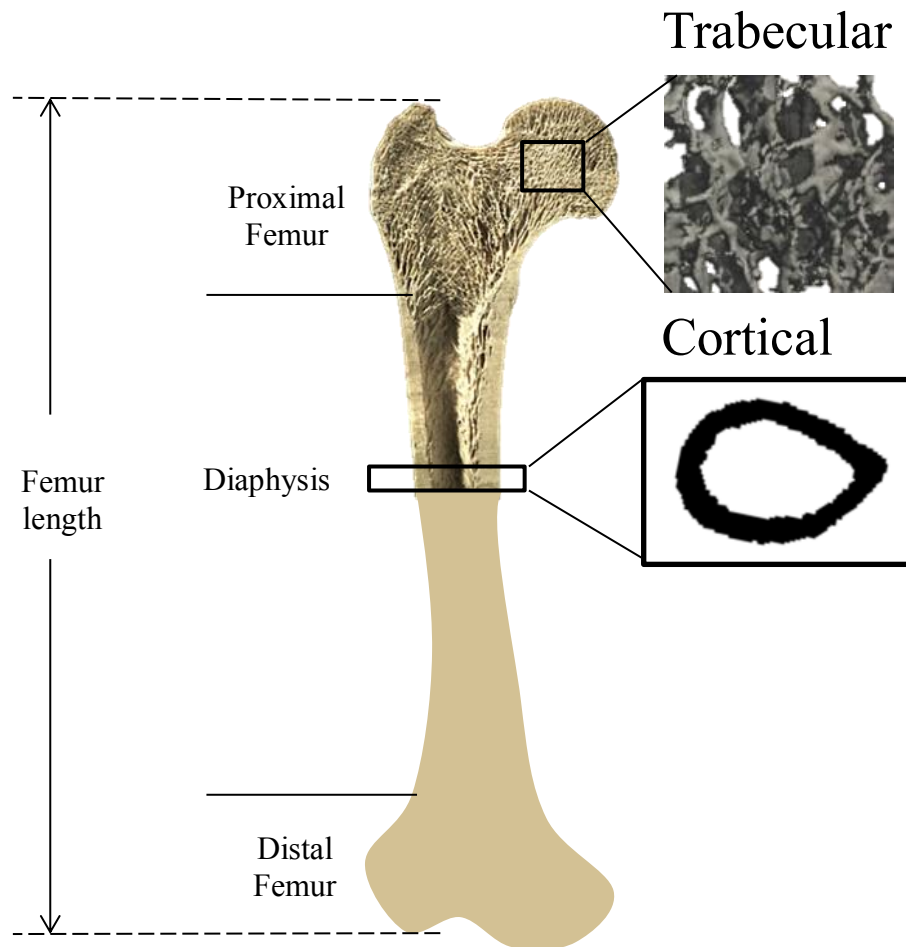 Trabecular
Proximal
Femur
Cortical
Femur
length
Diaphysis
Distal
Femur